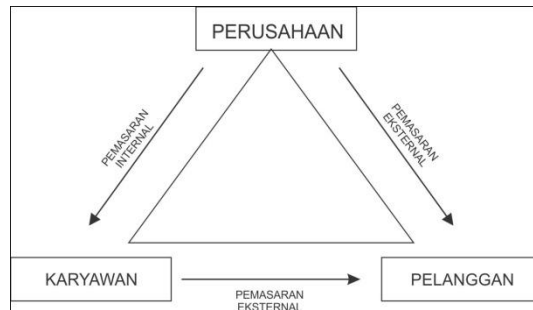 PERUSAHAAN
PEMASARAN
INTERNAL
PEMASARAN
EKSTERNAL
KARYAWAN
PELANGGAN
PEMASARAN
EKSTERNAL